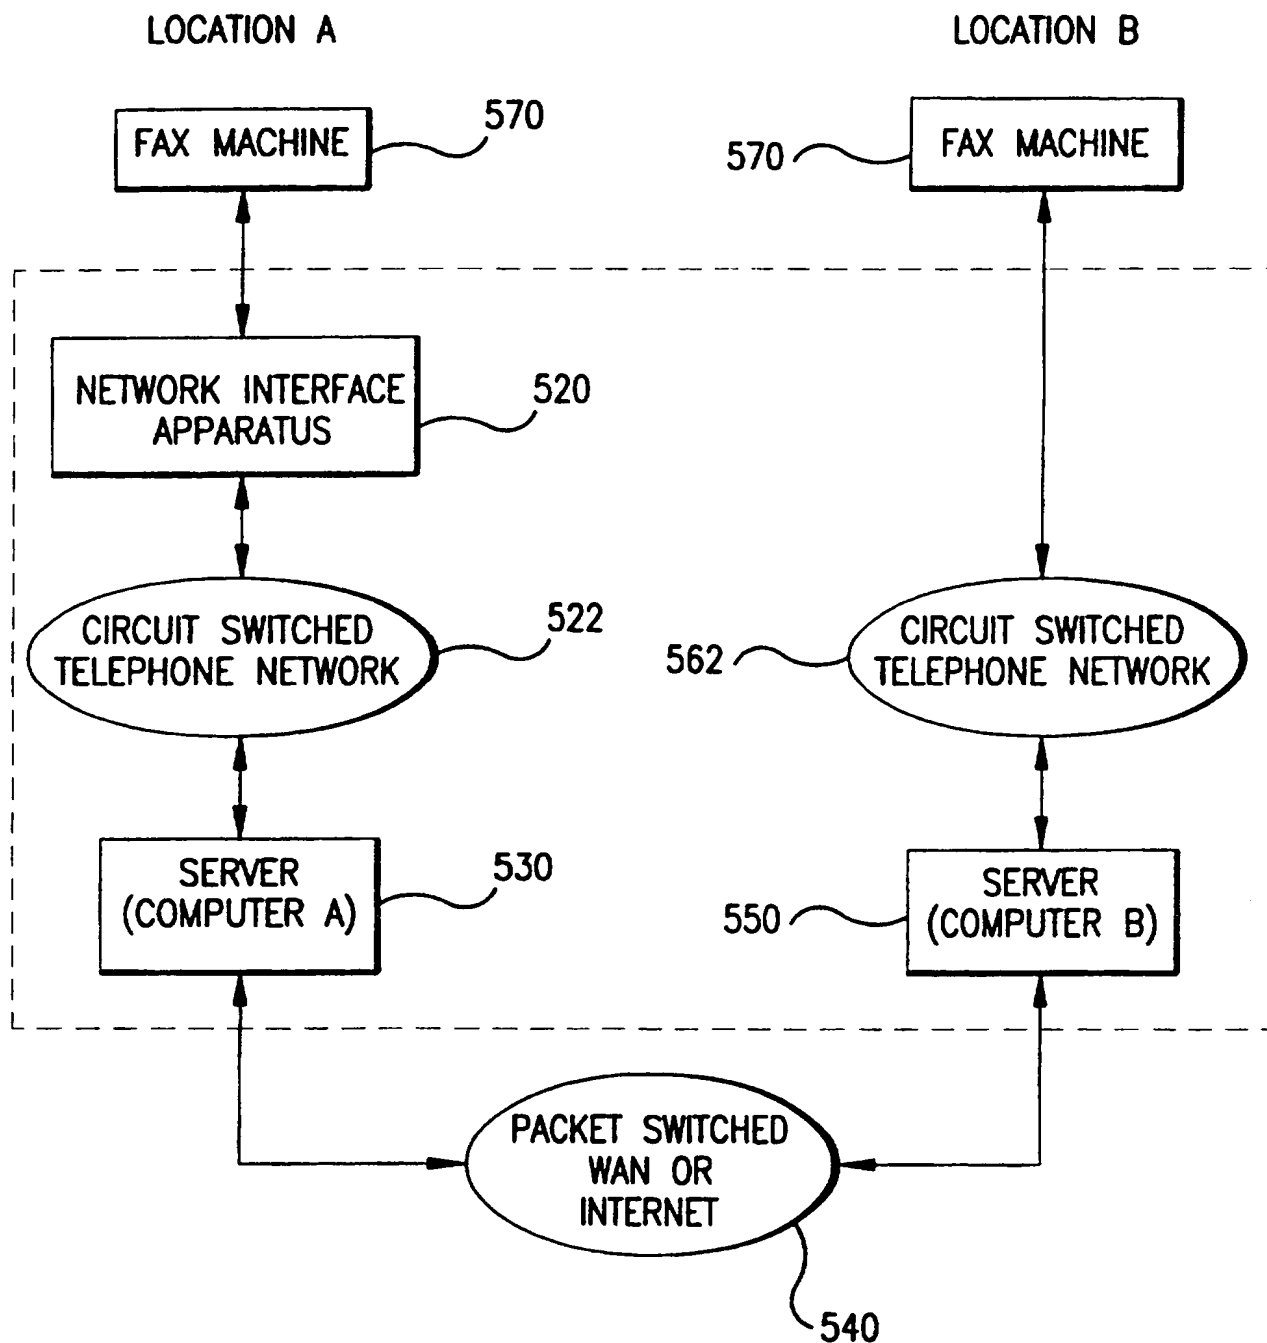 LOCATION A
LOCATION B
FAX MACHINE
570
570
FAX MACHINE
NETWORK INTERFACE
APPARATUS
520
CIRCUIT SWITCHED
TELEPHONE NETWORK
522
562
CIRCUIT SWITCHED
TELEPHONE NETWORK
SERVER
(COMPUTER A)
530
550
SERVER
(COMPUTER B)
PACKET SWITCHED
WAN OR
INTERNET
540